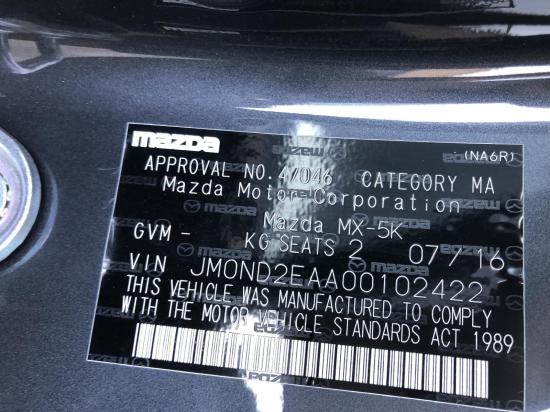 mazda (NA6R)
APPROVAL NO. 47046 CATEGORY MA
Mazda Motor Corporation
Mazda MX-5K
GVM - KG SEATS 2 07/16
VIN JM0ND2EAA00102422
THIS VEHICLE WAS MANUFACTURED TO COMPLY
WITH THE MOTOR VEHICLE STANDARDS ACT 1989